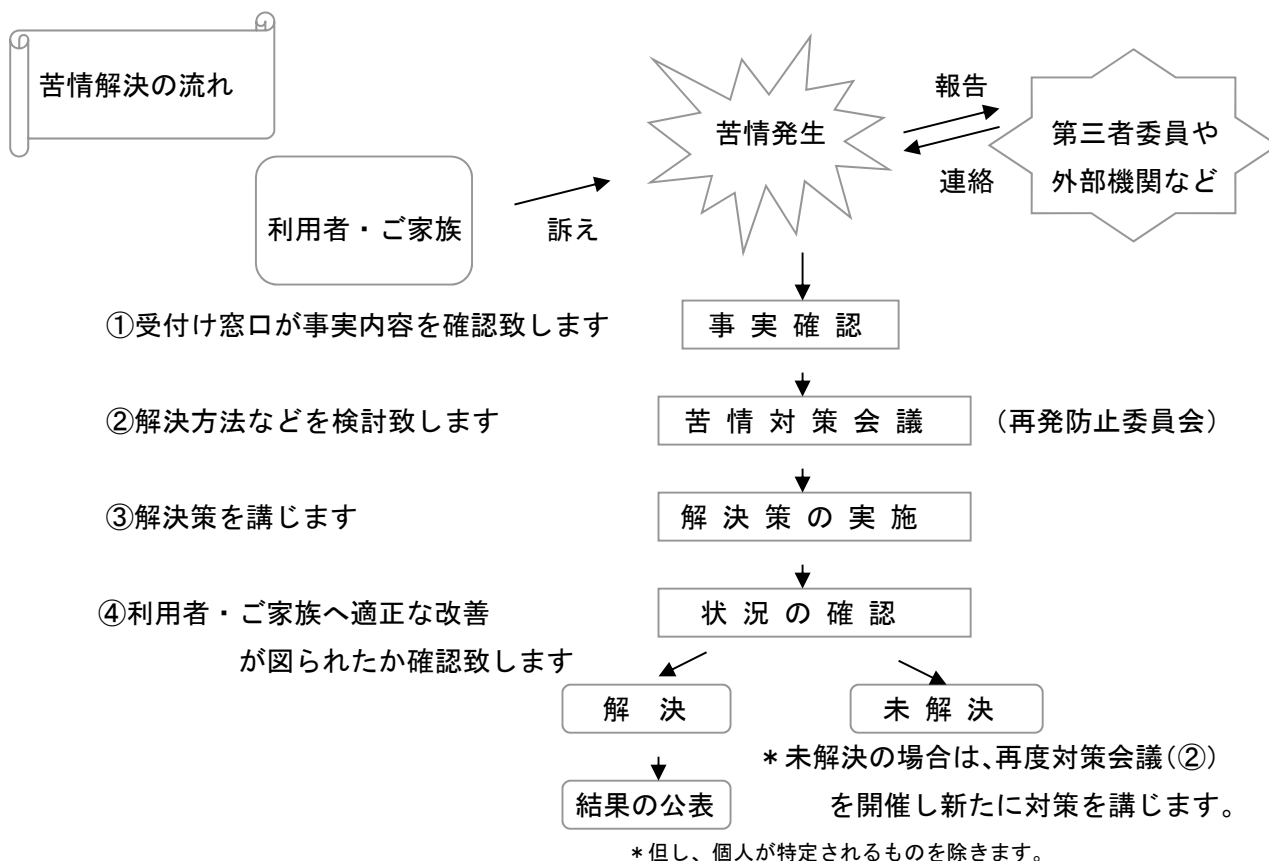 苦情解決の流れ
苦情発生
報告
連絡
第三者委員や
外部機関など
利用者・ご家族
訴え
①受付け窓口が事実内容を確認致します
事実確認
②解決方法などを検討致します
苦情対策会議
（再発防止委員会）
③解決策を講じます
解決策の実施
④利用者・ご家族へ適正な改善
が図られたか確認致します
状況の確認
解　決
未解決
＊未解決の場合は、再度対策会議（②）
を開催し新たに対策を講じます。
結果の公表
＊但し、個人が特定されるものを除きます。